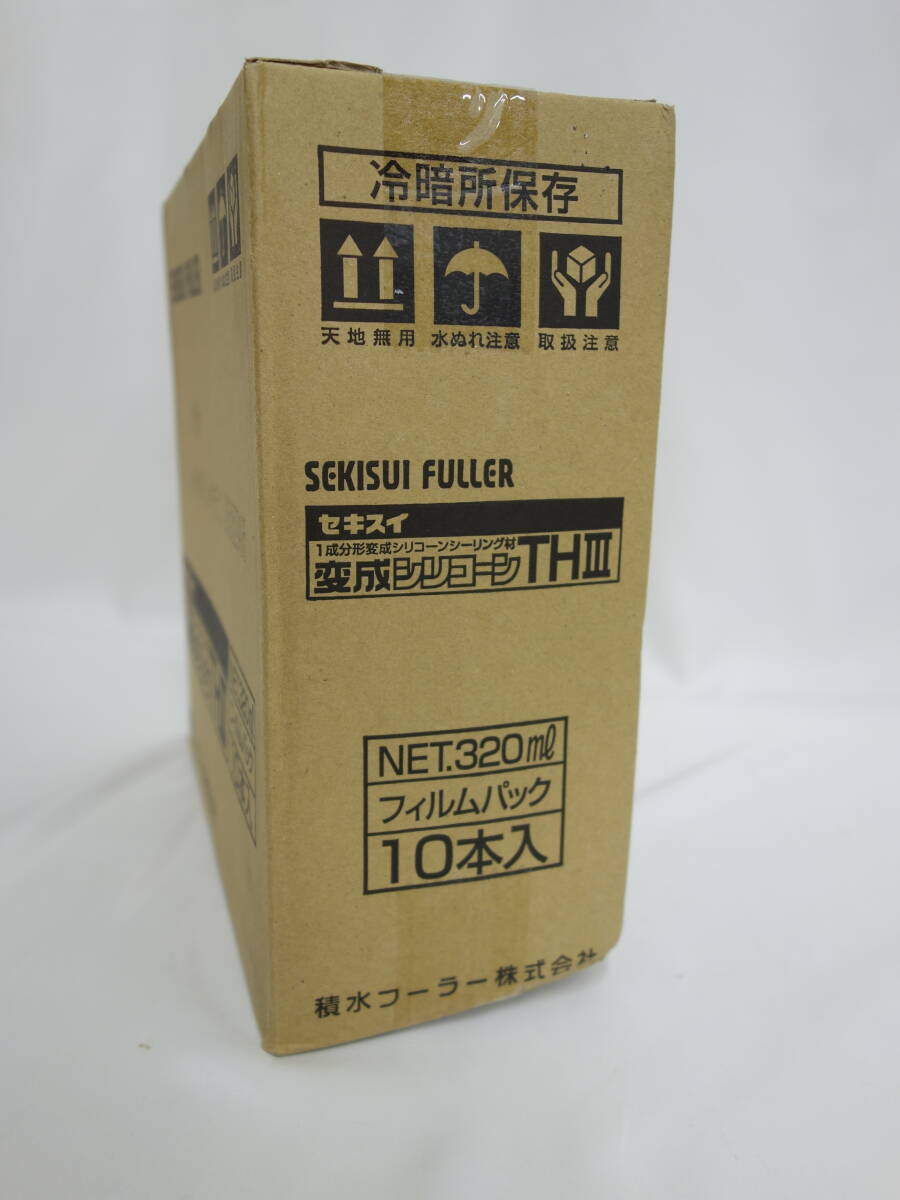 冷暗所保存
天地無用 水ぬれ注意 取扱注意
SEKISUI FULLER
セキスイ
1成分形変成シリコーンシーリング材
変成シリコーンTHⅢ
NET.320ml
フィルムパック
10本入
積水フーラー株式会社